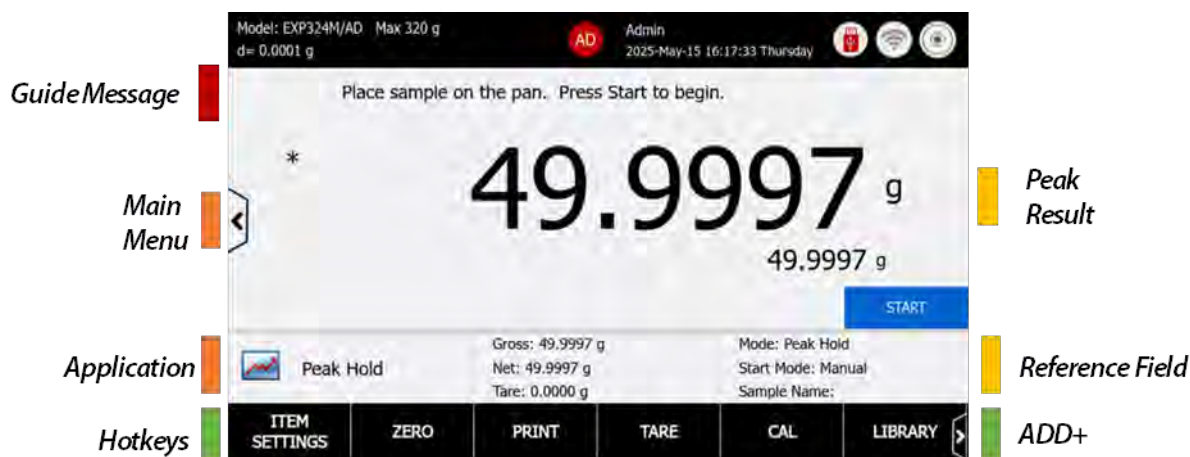 Model: EXP324M/AD Max 320 g
d= 0.0001 g
AD
Admin
2025-May-15 16:17:33 Thursday
Guide Message
Place sample on the pan. Press Start to begin.
*
49.9997 g
Peak
Result
Main
Menu
49.9997 g
START
Application
Peak Hold
Gross: 49.9997 g
Net: 49.9997 g
Tare: 0.0000 g
Mode: Peak Hold
Start Mode: Manual
Sample Name:
Reference Field
Hotkeys
ITEM
SETTINGS
ZERO
PRINT
TARE
CAL
LIBRARY
ADD+